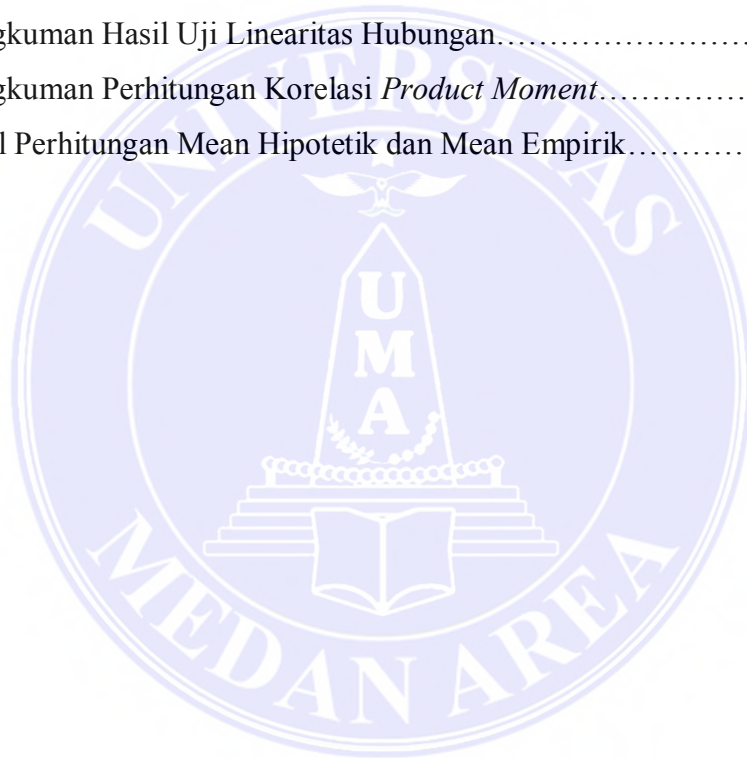 gkuman Hasil Uji Linearitas Hubungan……………………
gkuman Perhitungan Korelasi Product Moment……………
l Perhitungan Mean Hipotetik dan Mean Empirik…………
UNIVERSITAS
U
M
A
MEDAN AREA